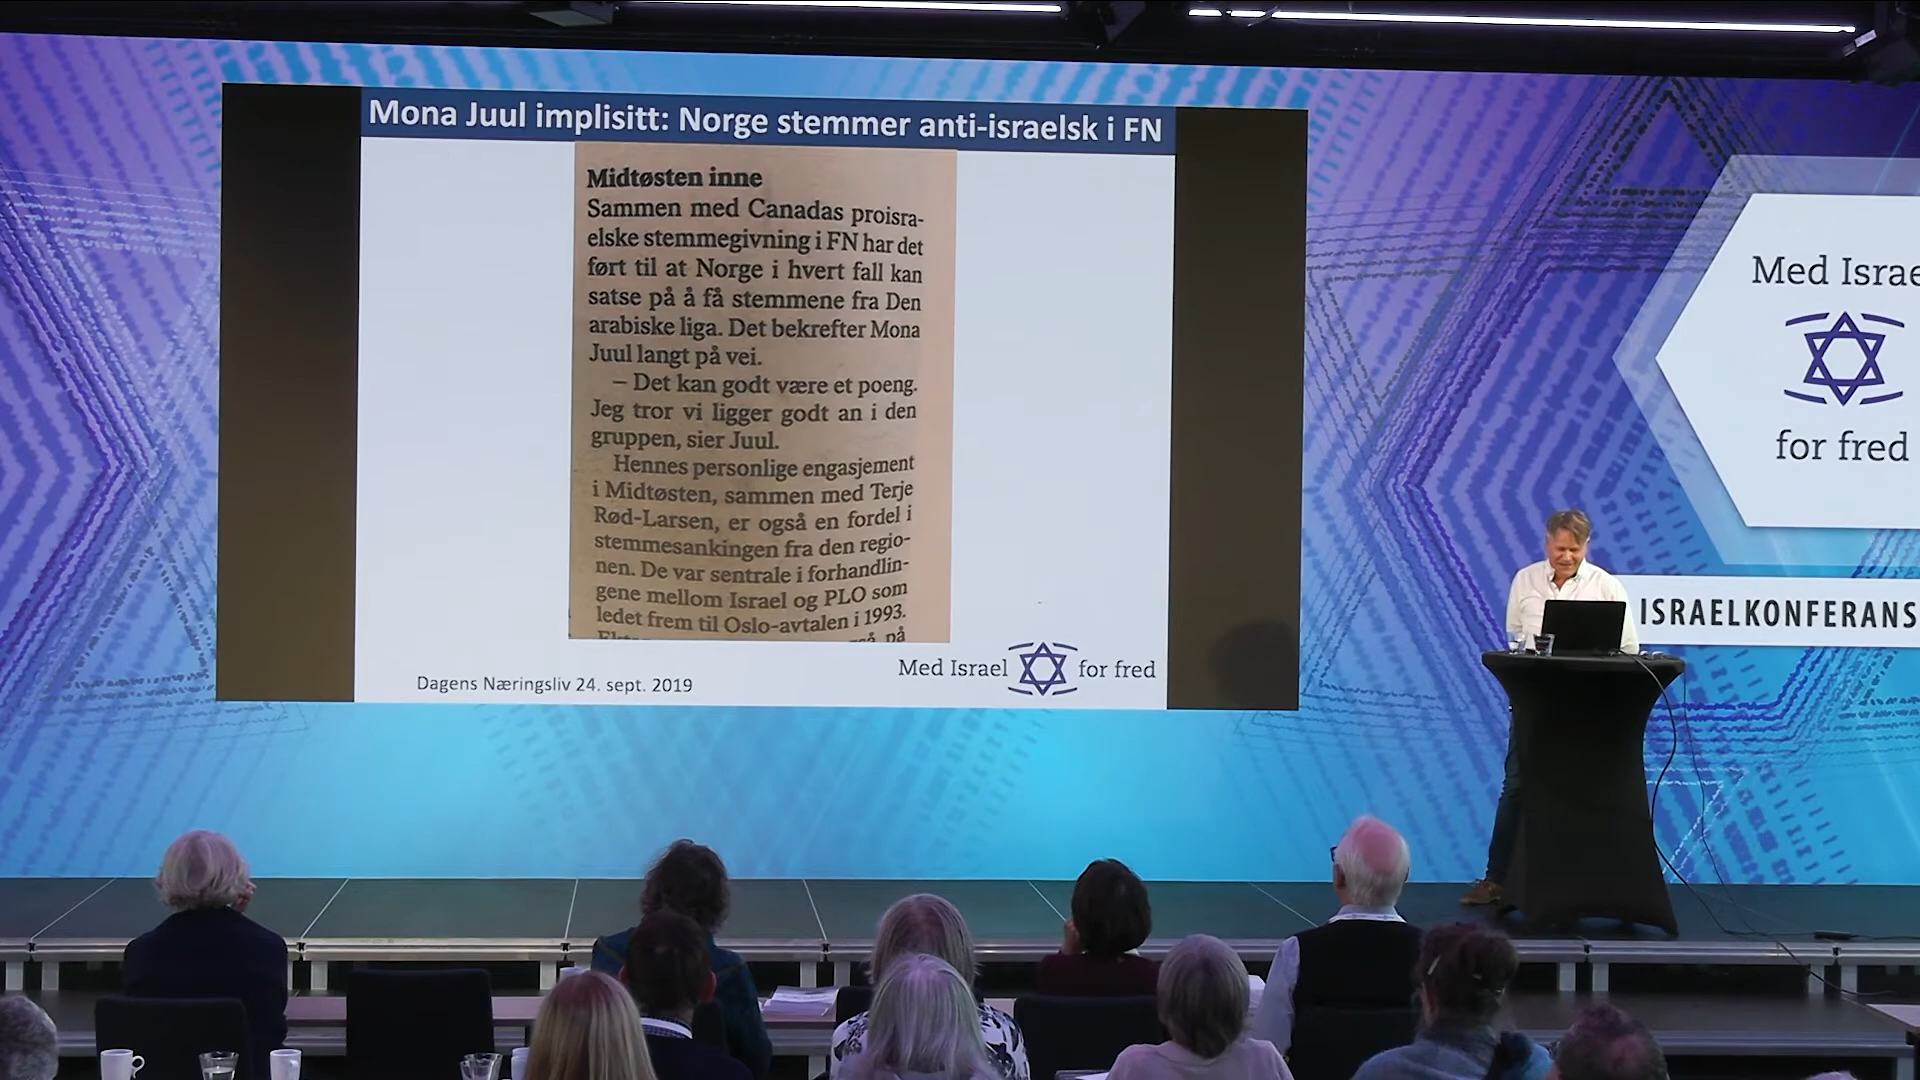 Mona Juul implisitt: Norge stemmer anti-israelsk i FN
Midtøsten inne
Sammen med Canadas proisra-
elske stemmegivning i FN har det
ført til at Norge i hvert fall kan
satse på å få stemmene fra Den
arabiske liga. Det bekrefter Mona
Juul langt på vei.
– Det kan godt være et poeng.
Jeg tror vi ligger godt an i den
gruppen, sier Juul.
Hennes personlige engasjement
i Midtøsten, sammen med Terje
Rød-Larsen, er også en fordel i
stemmesankingen fra den regio-
nen. De var sentrale i forhandlin-
gene mellom Israel og PLO som
ledet frem til Oslo-avtalen i 1993.
på
Dagens Næringsliv 24. sept. 2019
Med Israel for fred
Med Israe
for fred
ISRAELKONFERANS